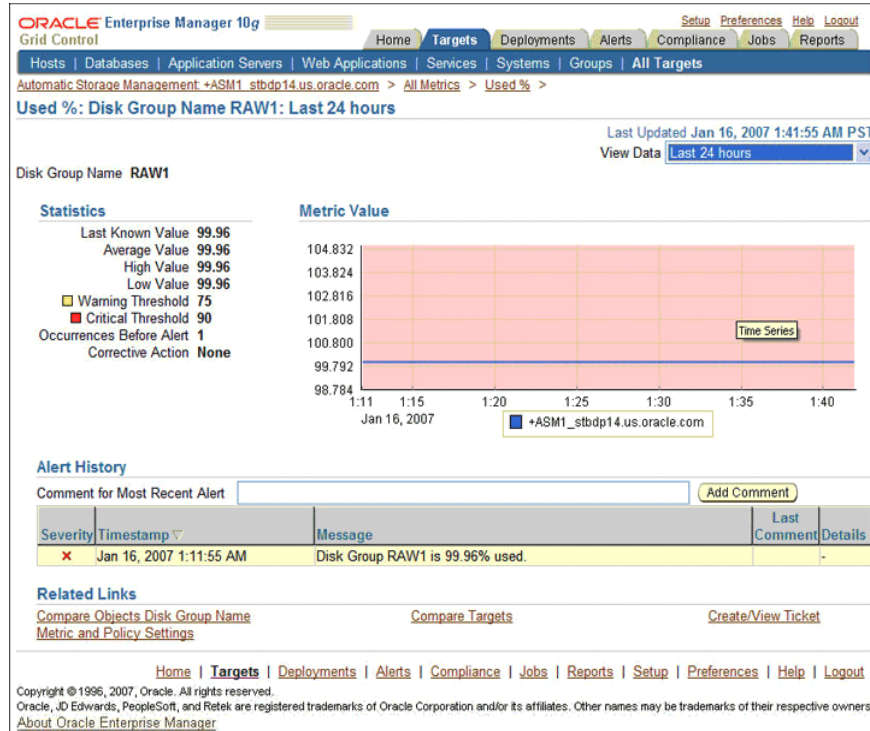 ORACLE Enterprise Manager 10g
Grid Control
Setup Preferences Help Logout
Home Targets Deployments Alerts Compliance Jobs Reports
Hosts | Databases | Application Servers | Web Applications | Services | Systems | Groups | All Targets
Automatic Storage Management: +ASM1_stbdp14.us.oracle.com > All Metrics > Used % >
Used %: Disk Group Name RAW1: Last 24 hours
Last Updated Jan 16, 2007 1:41:55 AM PST
View Data Last 24 hours
Disk Group Name RAW1
Statistics
Last Known Value 99.96
Average Value 99.96
High Value 99.96
Low Value 99.96
Warning Threshold 75
Critical Threshold 90
Occurrences Before Alert 1
Corrective Action None
Metric Value
104.832
103.824
102.816
101.808
100.800
99.792
98.784
Time Series
1:11 1:15 1:20 1:25 1:30 1:35 1:40
Jan 16, 2007
+ASM1_stbdp14.us.oracle.com
Alert History
Comment for Most Recent Alert Add Comment
Severity Timestamp Message Last Comment Details
Jan 16, 2007 1:11:55 AM Disk Group RAW1 is 99.96% used. -
Related Links
Compare Objects Disk Group Name Compare Targets Create/View Ticket
Metric and Policy Settings
Home | Targets | Deployments | Alerts | Compliance | Jobs | Reports | Setup | Preferences | Help | Logout
Copyright © 1996, 2007, Oracle. All rights reserved.
Oracle, JD Edwards, PeopleSoft, and Retek are registered trademarks of Oracle Corporation and/or its affiliates. Other names may be trademarks of their respective owners
About Oracle Enterprise Manager